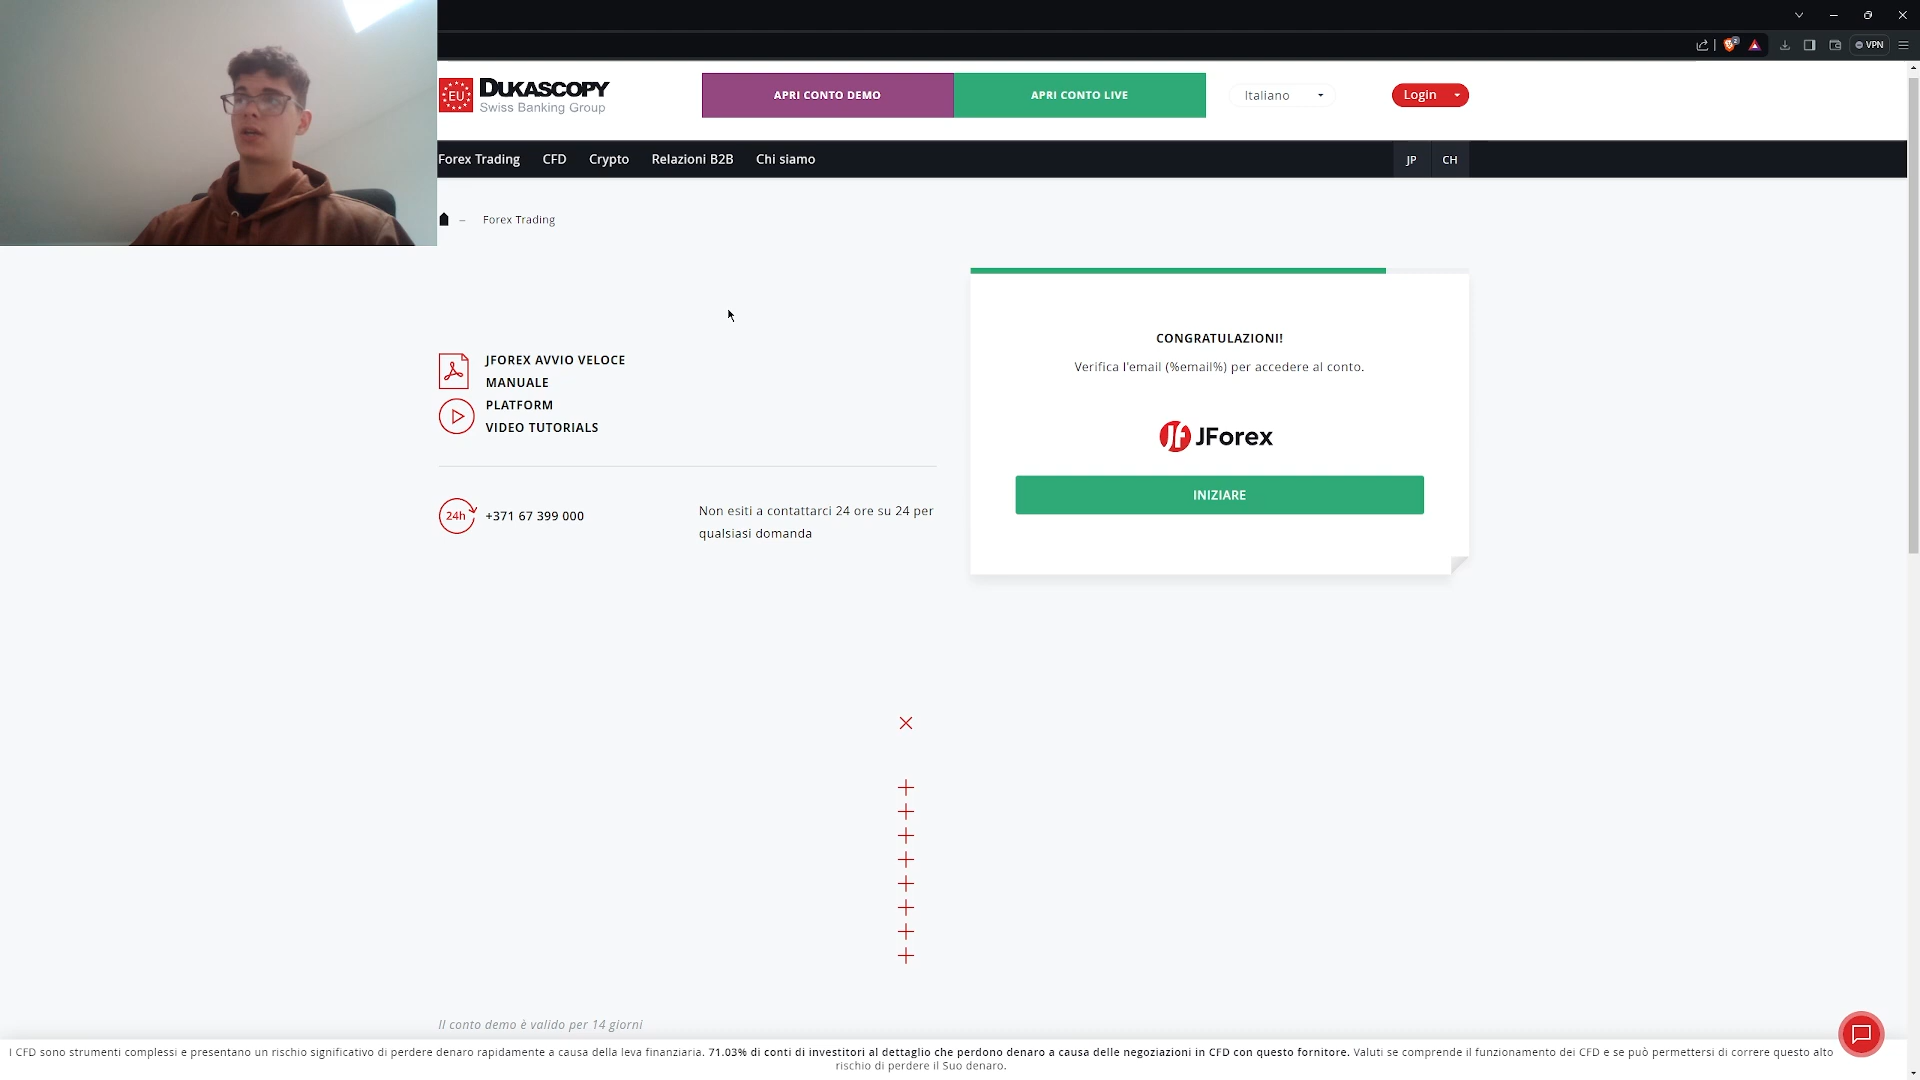 VPN
EU
DUKASCOPY
Swiss Banking Group
APRI CONTO DEMO
APRI CONTO LIVE
Italiano
Login
Forex Trading
CFD
Crypto
Relazioni B2B
Chi siamo
JP
CH
–
Forex Trading
JFOREX AVVIO VELOCE
MANUALE
PLATFORM
VIDEO TUTORIALS
24h
+371 67 399 000
Non esiti a contattarci 24 ore su 24 per
qualsiasi domanda
CONGRATULAZIONI!
Verifica l'email (%email%) per accedere al conto.
JForex
INIZIARE
Il conto demo è valido per 14 giorni
I CFD sono strumenti complessi e presentano un rischio significativo di perdere denaro rapidamente a causa della leva finanziaria. 71.03% di conti di investitori al dettaglio che perdono denaro a causa delle negoziazioni in CFD con questo fornitore. Valuti se comprende il funzionamento dei CFD e se può permettersi di correre questo alto
rischio di perdere il Suo denaro.